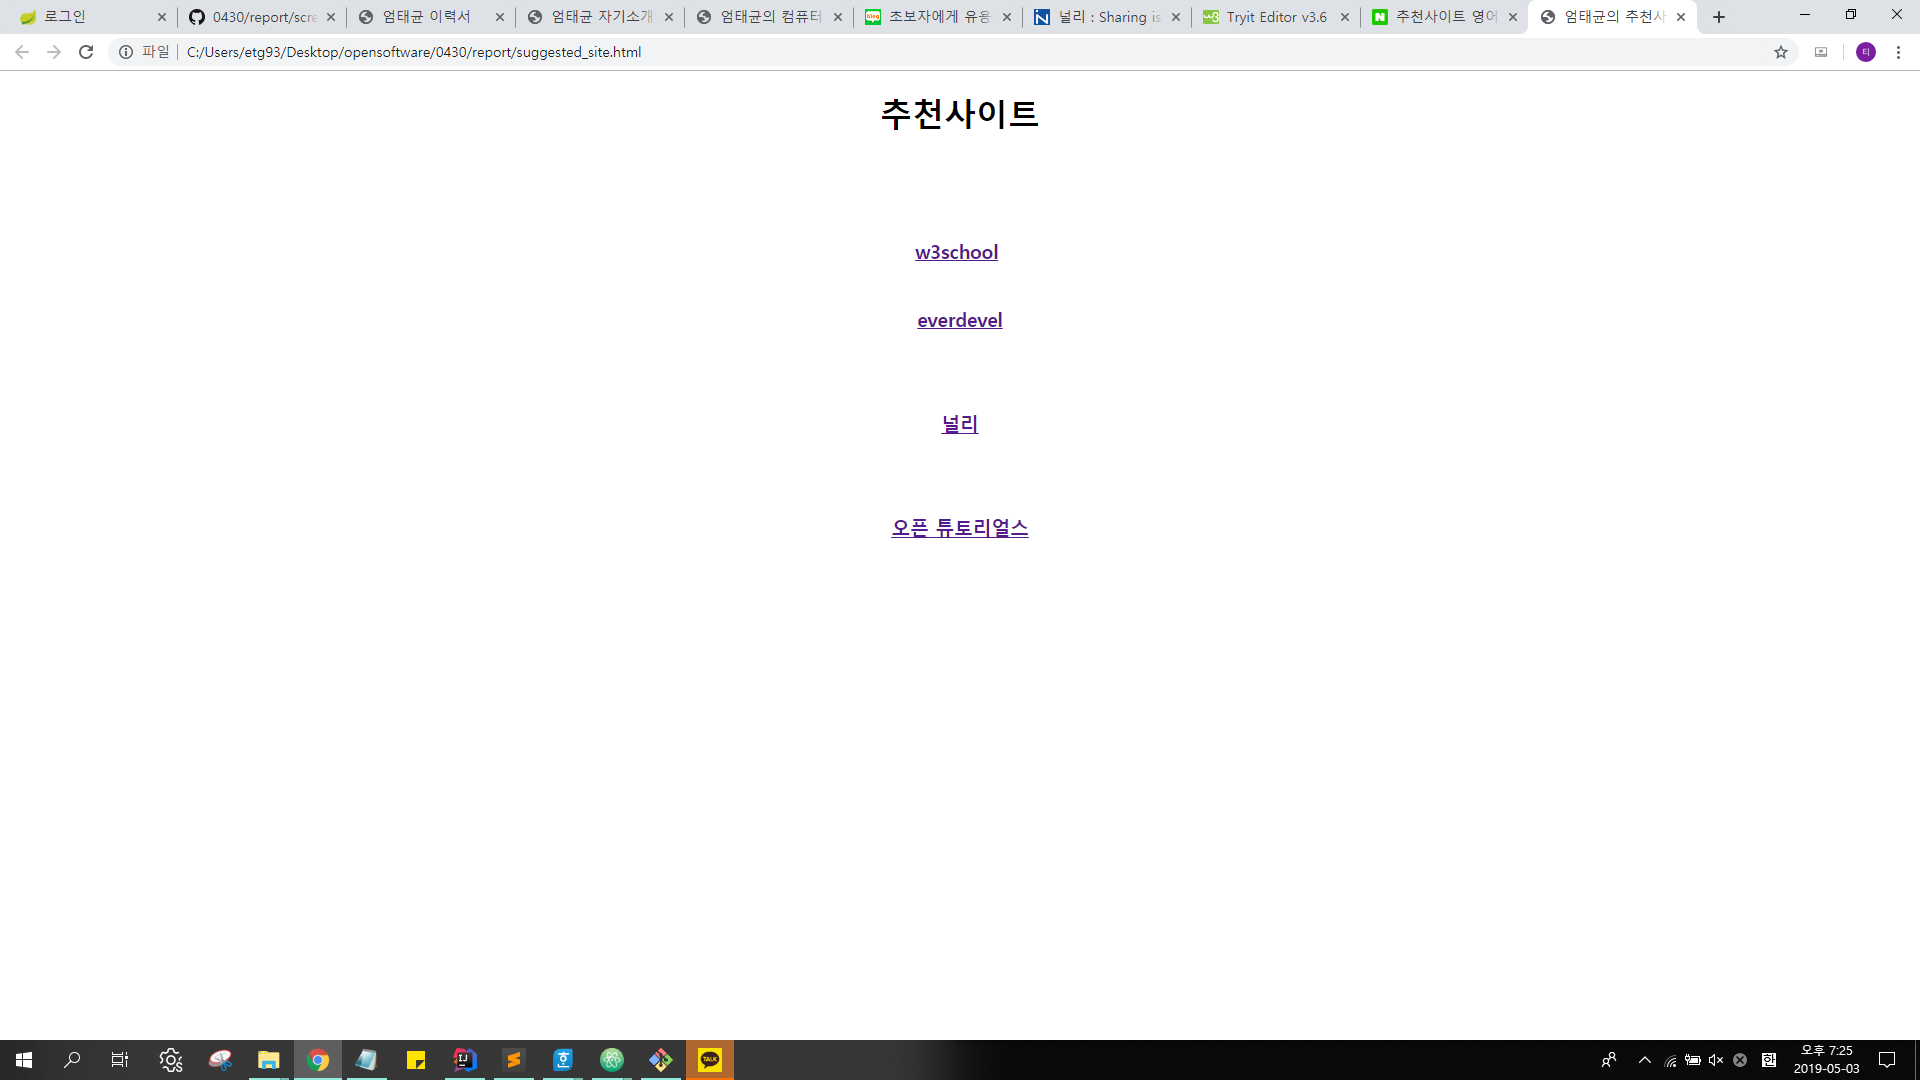 로그인
0430/report/scre
엄태균 이력서
엄태균 자기소개
엄태균의 컴퓨터
초보자에게 유용
널리 : Sharing is
Tryit Editor v3.6
추천사이트 영어
엄태균의 추천사
파일 C:/Users/etg93/Desktop/opensoftware/0430/report/suggested_site.html
티
추천사이트
w3school
everdevel
널리
오픈 튜토리얼스
TALK
한
오후 7:25
2019-05-03